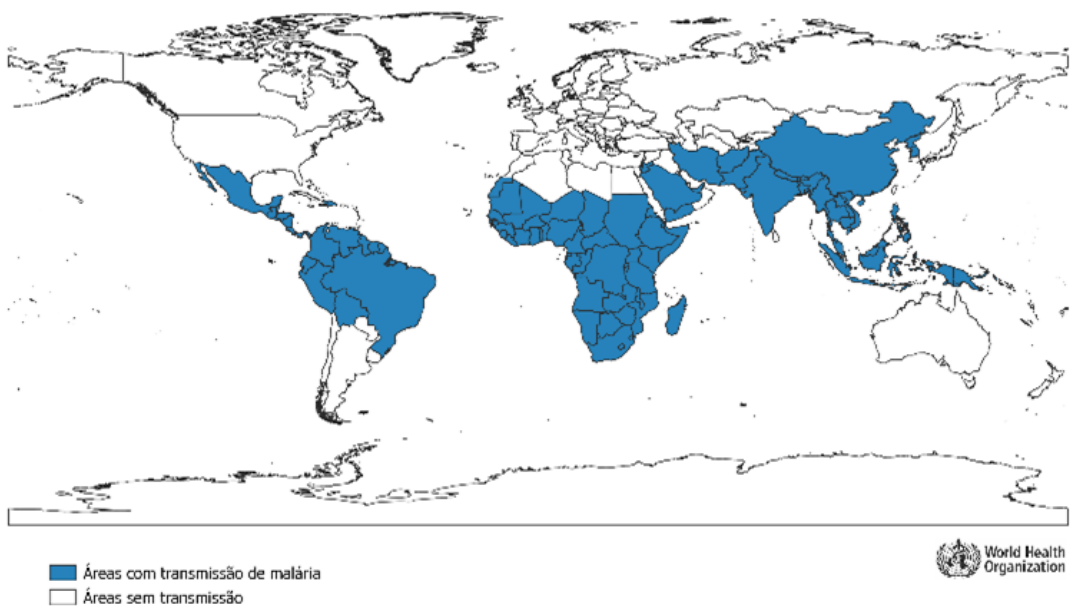 Áreas com transmissão de malária
Áreas sem transmissão
World Health
Organization